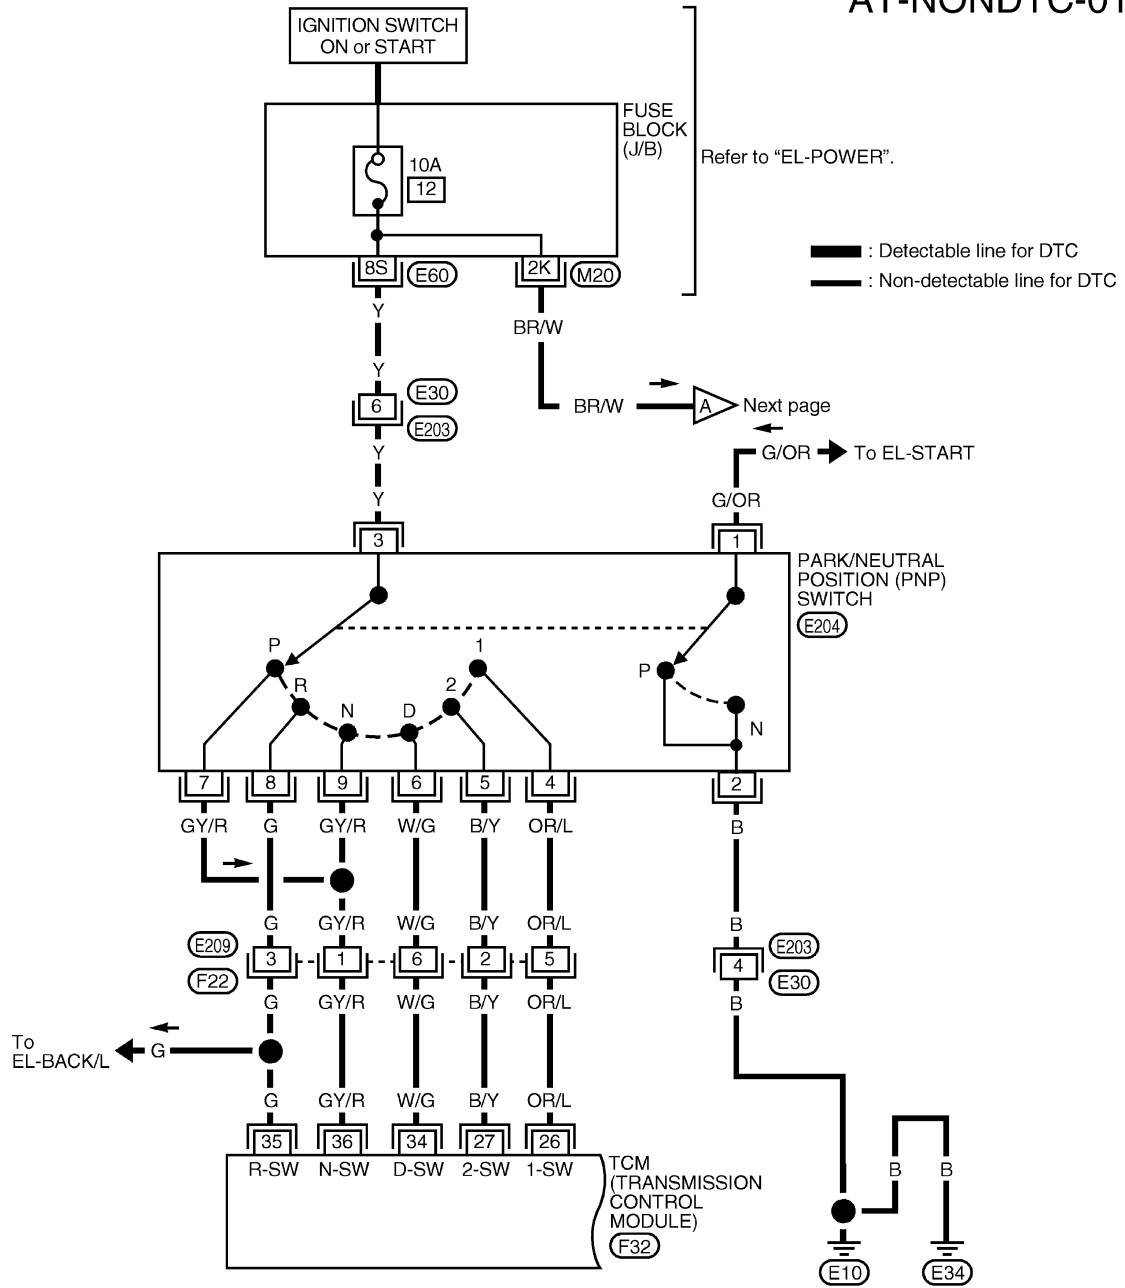 AT-NONDTC-01
IGNITION SWITCH
ON or START
FUSE
BLOCK
(J/B)
Refer to “EL-POWER”.
10A
12
8S
E60
2K
M20
: Detectable line for DTC
: Non-detectable line for DTC
Y
BR/W
Y
E30
6
E203
BR/W
A
Next page
Y
G/OR
To EL-START
Y
G/OR
3
1
PARK/NEUTRAL
POSITION (PNP)
SWITCH
E204
P
R
N
D
2
1
P
N
7
8
9
6
5
4
2
GY/R
G
GY/R
W/G
B/Y
OR/L
B
G
GY/R
W/G
B/Y
OR/L
B
E209
3
1
6
2
5
F22
E203
4
E30
G
GY/R
W/G
B/Y
OR/L
B
To
EL-BACK/L
G
G
GY/R
W/G
B/Y
OR/L
35
36
34
27
26
R-SW
N-SW
D-SW
2-SW
1-SW
TCM
(TRANSMISSION
CONTROL
MODULE)
F32
B
B
E10
E34